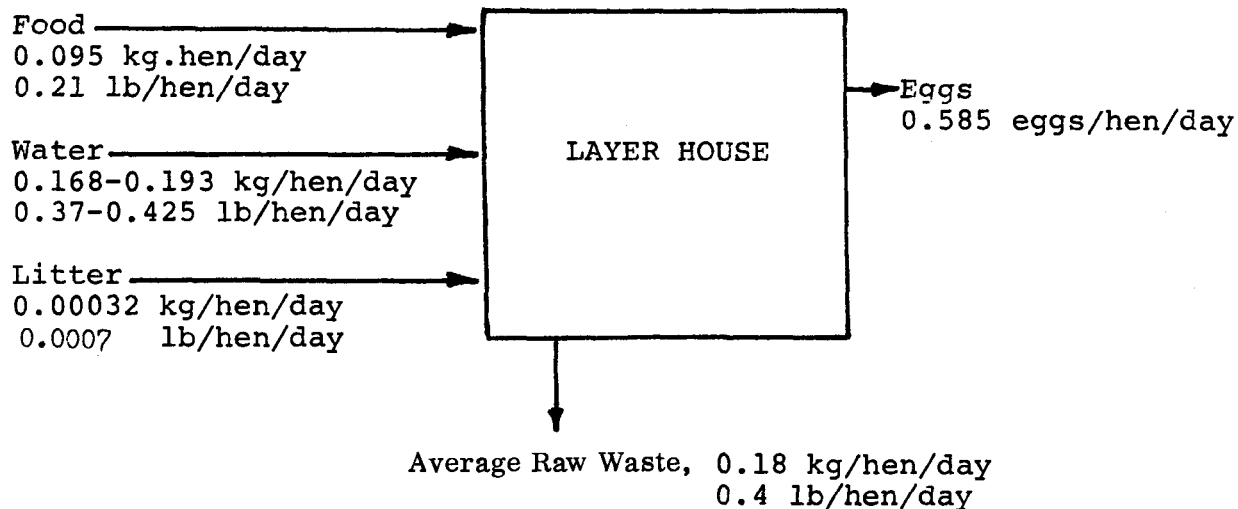 Food
0.095 kg.hen/day
0.21 lb/hen/day
Water
0.168-0.193 kg/hen/day
0.37-0.425 lb/hen/day
Litter
0.00032 kg/hen/day
0.0007 lb/hen/day
LAYER HOUSE
Eggs
0.585 eggs/hen/day
Average Raw Waste, 0.18 kg/hen/day
0.4 lb/hen/day